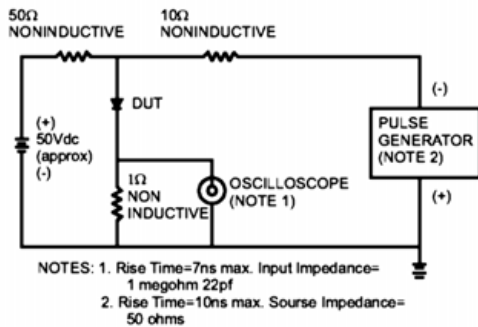 50Ω
NONINDUCTIVE
10Ω
NONINDUCTIVE
(+)
50Vdc
(approx)
(-)
DUT
1Ω
NON
INDUCTIVE
OSCILLOSCOPE
(NOTE 1)
(-)
PULSE
GENERATOR
(NOTE 2)
(+)
NOTES: 1. Rise Time=7ns max. Input Impedance=
1 megohm 22pf
2. Rise Time=10ns max. Sourse Impedance=
50 ohms